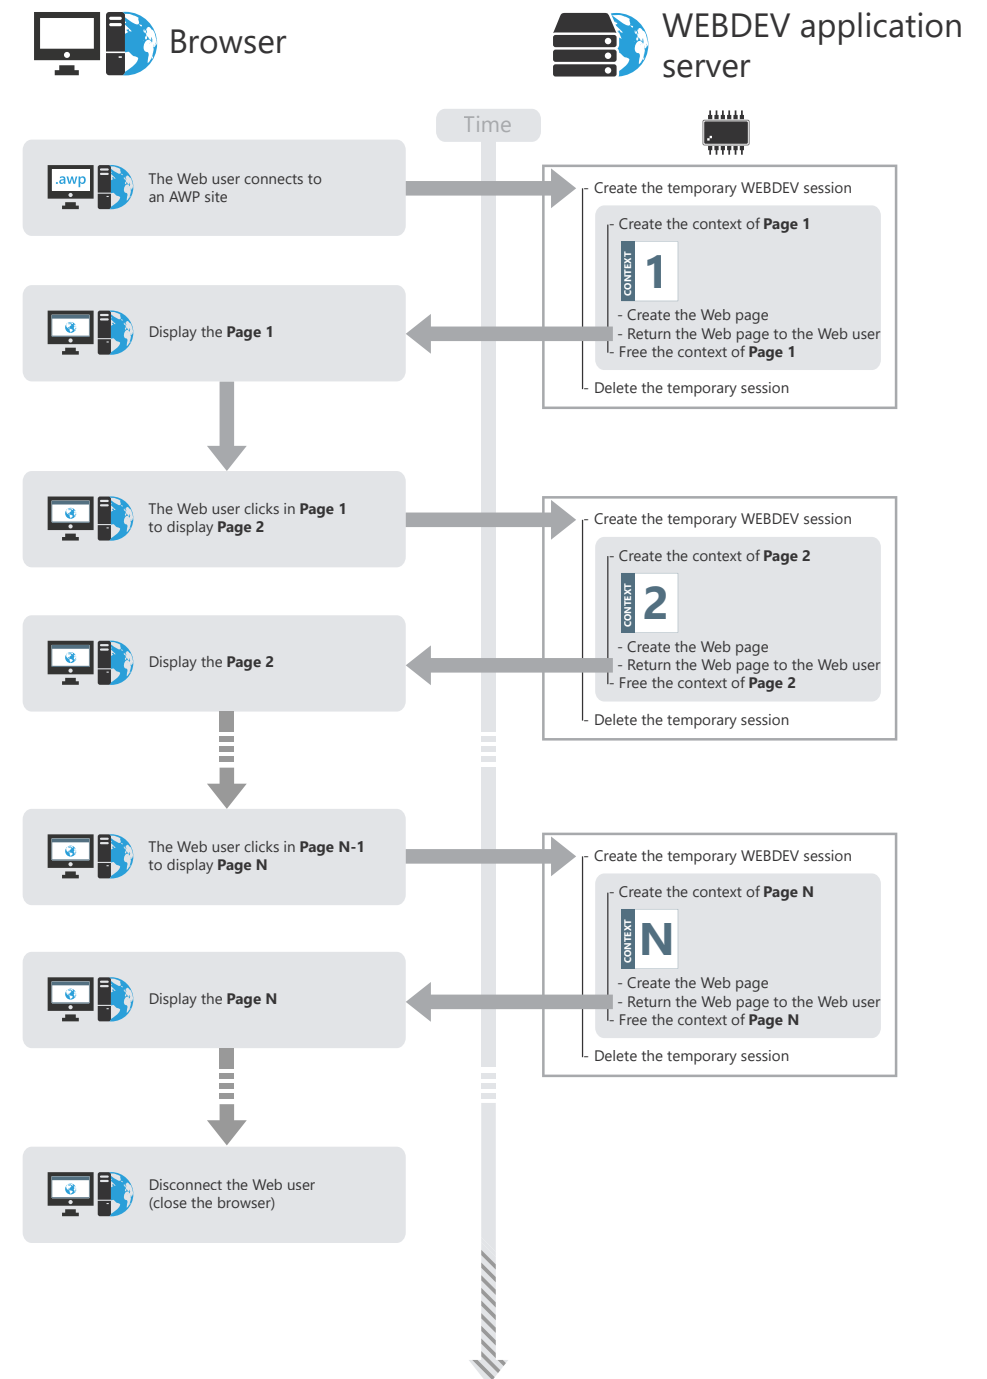 Browser
WEBDEV application
server
Time
.awp
The Web user connects to
an AWP site
- Create the temporary WEBDEV session
- Create the context of Page 1
CONTEXT
1
- Create the Web page
- Return the Web page to the Web user
- Free the context of Page 1
- Delete the temporary session
Display the Page 1
The Web user clicks in Page 1
to display Page 2
- Create the temporary WEBDEV session
- Create the context of Page 2
CONTEXT
2
- Create the Web page
- Return the Web page to the Web user
- Free the context of Page 2
- Delete the temporary session
Display the Page 2
The Web user clicks in Page N-1
to display Page N
- Create the temporary WEBDEV session
- Create the context of Page N
CONTEXT
N
- Create the Web page
- Return the Web page to the Web user
- Free the context of Page N
- Delete the temporary session
Display the Page N
Disconnect the Web user
(close the browser)